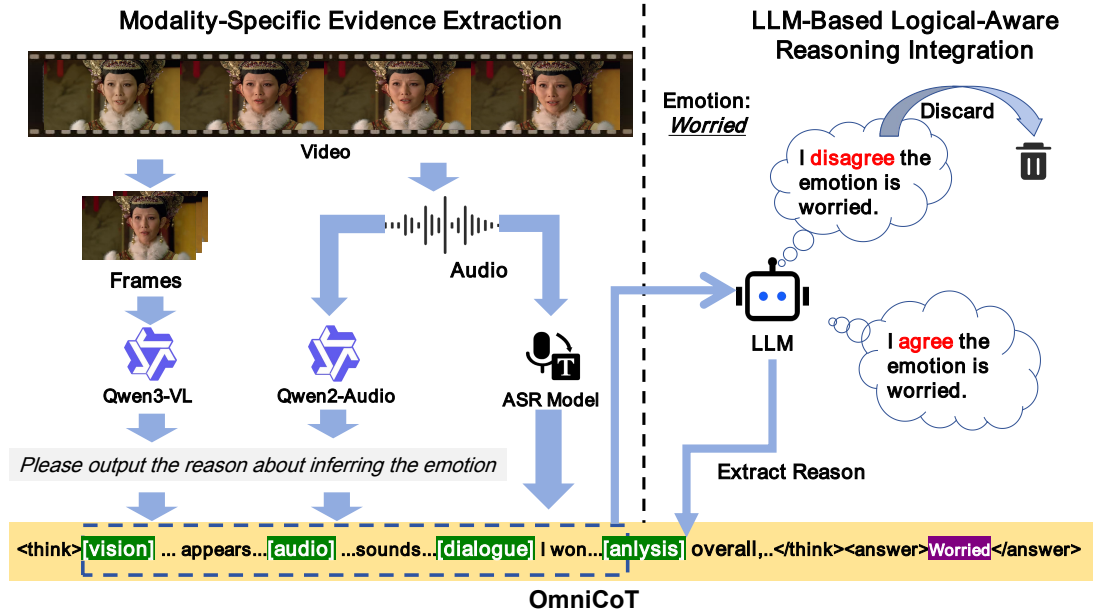 Modality-Specific Evidence Extraction
LLM-Based Logical-Aware
Reasoning Integration
Video
Emotion:
Worried
Discard
I disagree the
emotion is
worried.
Frames
Audio
LLM
I agree the
emotion is
worried.
Qwen3-VL
Qwen2-Audio
T
ASR Model
Please output the reason about inferring the emotion
Extract Reason
<think>[vision] ... appears...[audio] ...sounds...[dialogue] I won...[anlysis] overall,..</think><answer>Worried</answer>
OmniCoT